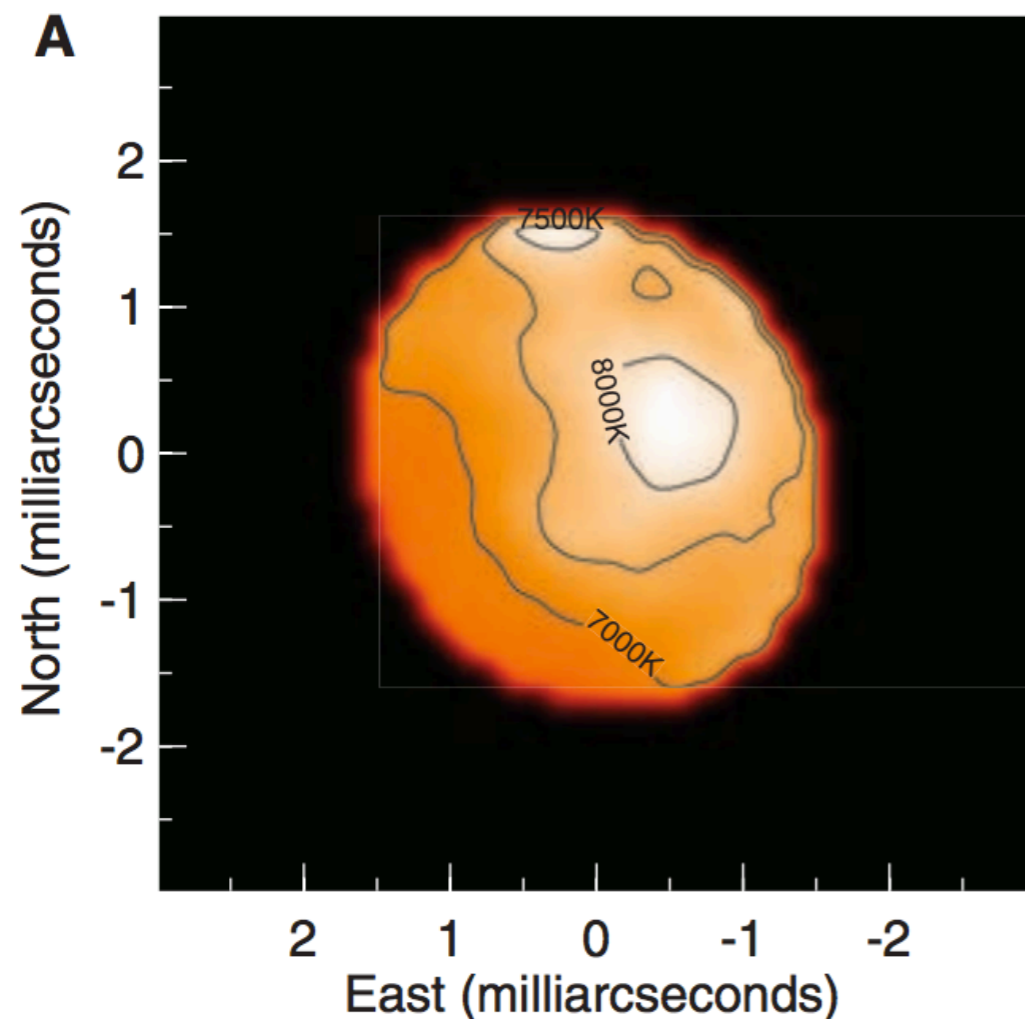 A
North (milliarcseconds)
2
1
0
-1
-2
7500K
8000K
7000K
2 1 0 -1 -2
East (milliarcseconds)